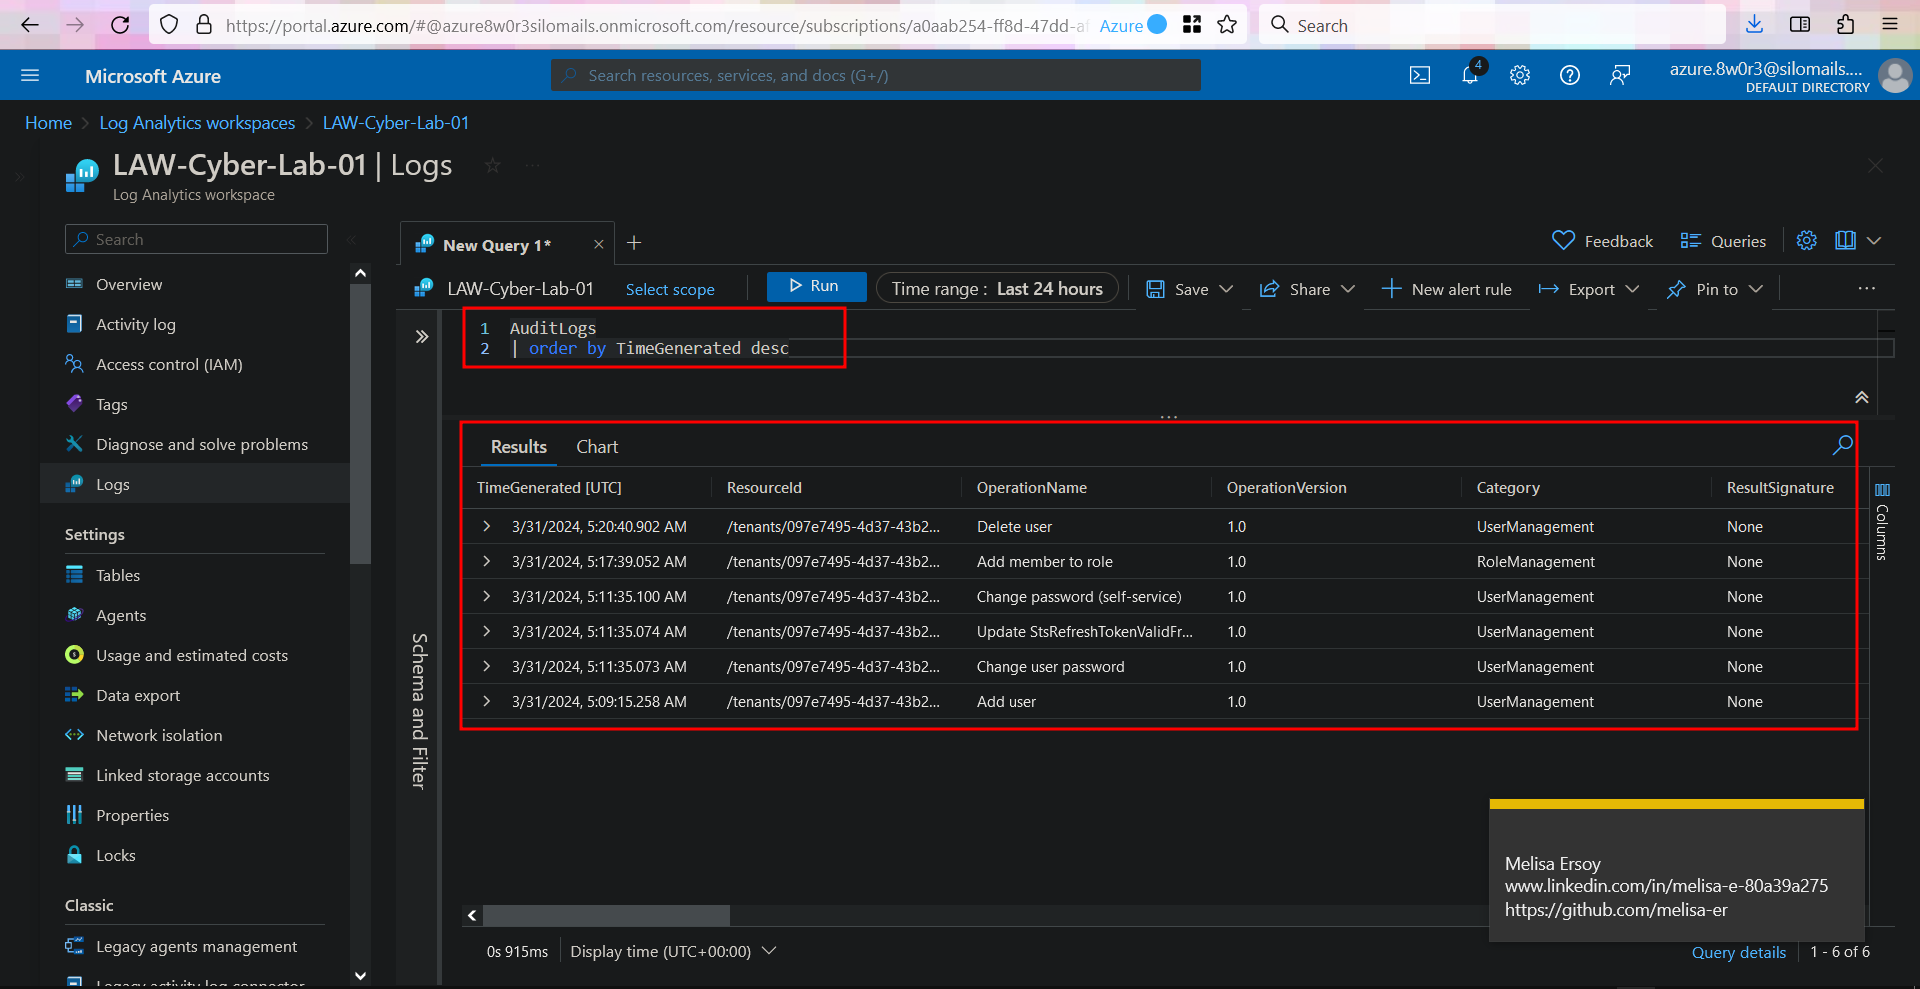 https://portal.azure.com/#@azure8w0r3silomails.onmicrosoft.com/resource/subscriptions/a0aab254-ff8d-47dd-a
Azure
Search
Microsoft Azure
Search resources, services, and docs (G+/)
4
azure.8w0r3@silomails....
DEFAULT DIRECTORY
Home > Log Analytics workspaces > LAW-Cyber-Lab-01
LAW-Cyber-Lab-01 | Logs
Log Analytics workspace
Search
Overview
Activity log
Access control (IAM)
Tags
Diagnose and solve problems
Logs
Settings
Tables
Agents
Usage and estimated costs
Data export
Network isolation
Linked storage accounts
Properties
Locks
Classic
Legacy agents management
Legacy activity log connector
New Query 1*
Feedback
Queries
LAW-Cyber-Lab-01
Select scope
Run
Time range : Last 24 hours
Save
Share
New alert rule
Export
Pin to
1 AuditLogs
2 | order by TimeGenerated desc
Schema and Filter
Results
Chart
TimeGenerated [UTC] ResourceId OperationName OperationVersion Category ResultSignature
3/31/2024, 5:20:40.902 AM /tenants/097e7495-4d37-43b2... Delete user 1.0 UserManagement None
3/31/2024, 5:17:39.052 AM /tenants/097e7495-4d37-43b2... Add member to role 1.0 RoleManagement None
3/31/2024, 5:11:35.100 AM /tenants/097e7495-4d37-43b2... Change password (self-service) 1.0 UserManagement None
3/31/2024, 5:11:35.074 AM /tenants/097e7495-4d37-43b2... Update StsRefreshTokenValidFr... 1.0 UserManagement None
3/31/2024, 5:11:35.073 AM /tenants/097e7495-4d37-43b2... Change user password 1.0 UserManagement None
3/31/2024, 5:09:15.258 AM /tenants/097e7495-4d37-43b2... Add user 1.0 UserManagement None
Columns
Melisa Ersoy
www.linkedin.com/in/melisa-e-80a39a275
https://github.com/melisa-er
0s 915ms
Display time (UTC+00:00)
Query details
1 - 6 of 6